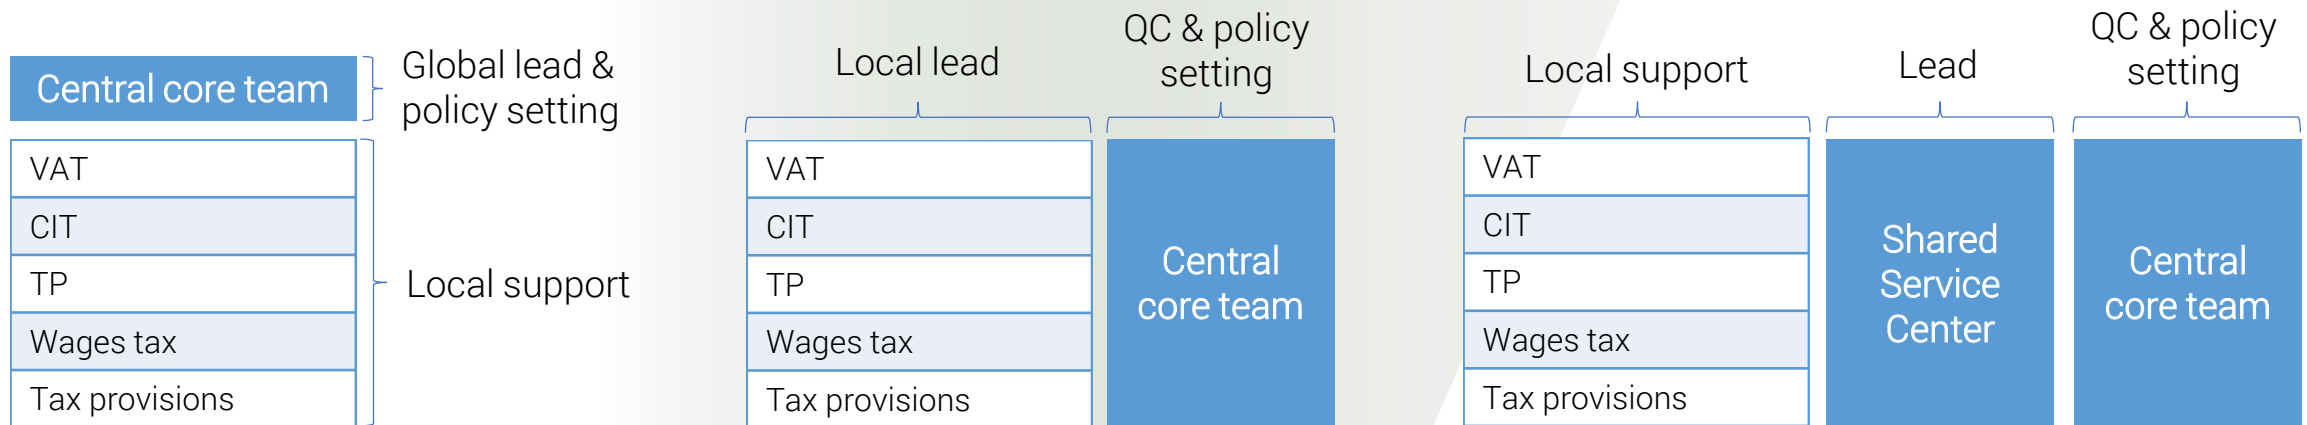 Central core team
Global lead &
policy setting
VAT
CIT
TP
Wages tax
Tax provisions
Local support
Local lead
QC & policy
setting
VAT
CIT
TP
Wages tax
Tax provisions
Central
core team
Local support
Lead
QC & policy
setting
VAT
CIT
TP
Wages tax
Tax provisions
Shared
Service
Center
Central
core team